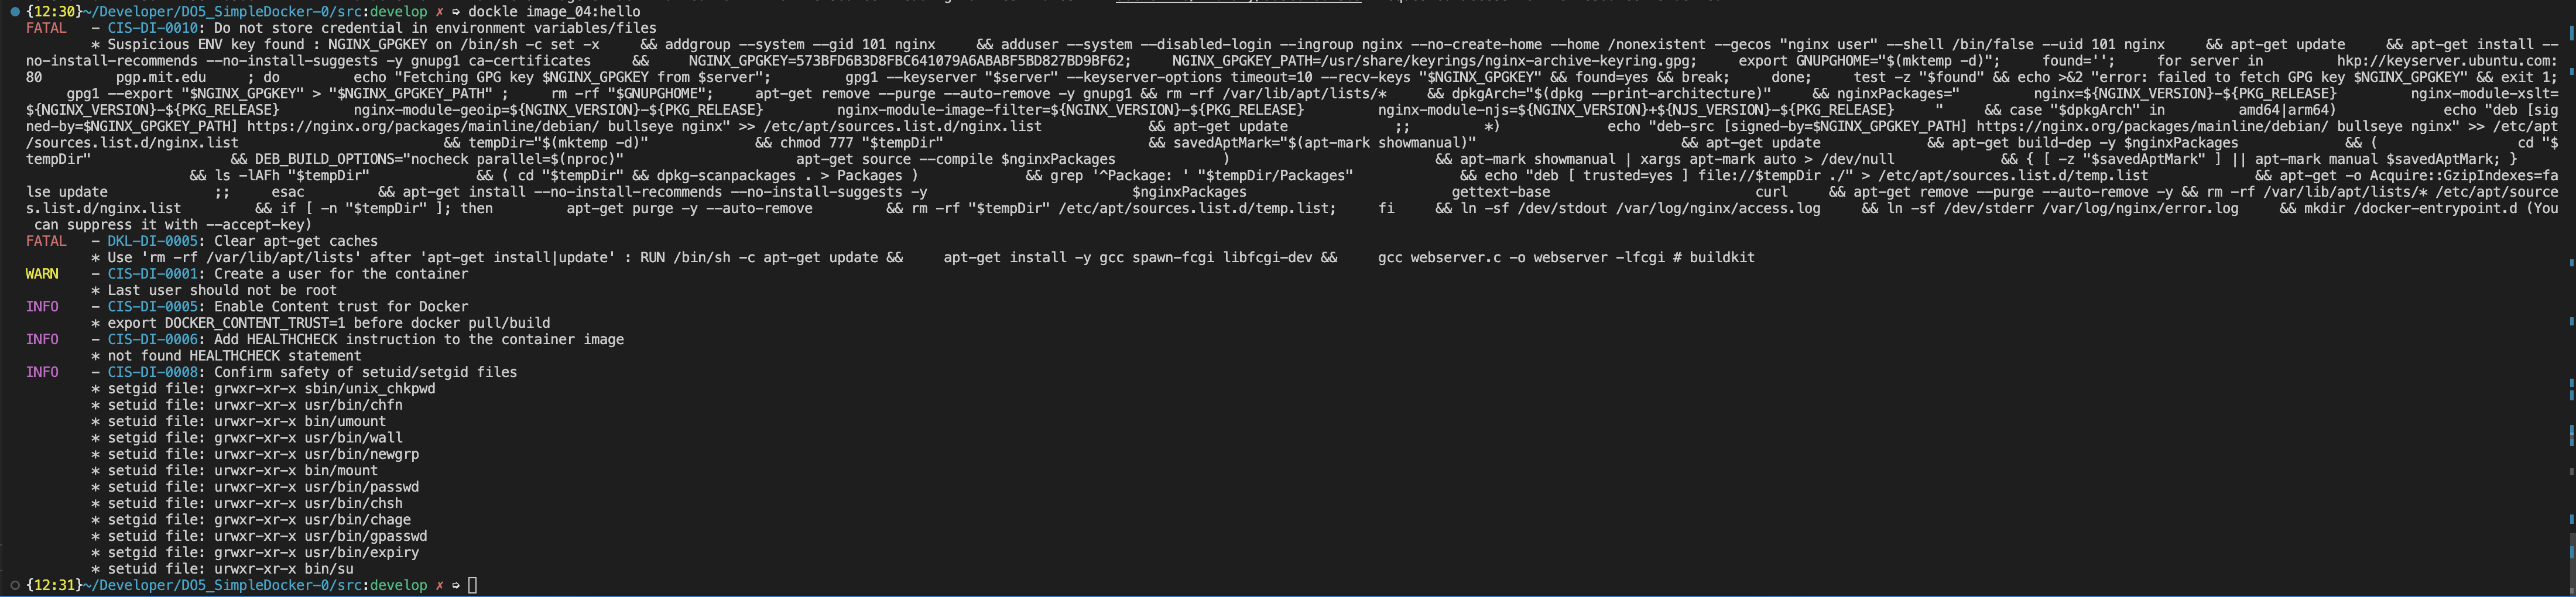 {12:30}~/Developer/DO5_SimpleDocker-0/src:develop ✗ ➭ dockle image_04:hello
FATAL - CIS-DI-0010: Do not store credential in environment variables/files
* Suspicious ENV key found : NGINX_GPGKEY on /bin/sh -c set -x && addgroup --system --gid 101 nginx && adduser --system --disabled-login --ingroup nginx --no-create-home --home /nonexistent --gecos "nginx user" --shell /bin/false --uid 101 nginx && apt-get update && apt-get install --
no-install-recommends --no-install-suggests -y gnupg1 ca-certificates && NGINX_GPGKEY=573BFD6B3D8FBC641079A6ABABF5BD827BD9BF62; NGINX_GPGKEY_PATH=/usr/share/keyrings/nginx-archive-keyring.gpg; export GNUPGHOME="$(mktemp -d)"; found=''; for server in hkp://keyserver.ubuntu.com:
80 pgp.mit.edu ; do echo "Fetching GPG key $NGINX_GPGKEY from $server"; gpg1 --keyserver "$server" --keyserver-options timeout=10 --recv-keys "$NGINX_GPGKEY" && found=yes && break; done; test -z "$found" && echo >&2 "error: failed to fetch GPG key $NGINX_GPGKEY" && exit 1;
gpg1 --export "$NGINX_GPGKEY" > "$NGINX_GPGKEY_PATH" ; rm -rf "$GNUPGHOME"; apt-get remove --purge --auto-remove -y gnupg1 && rm -rf /var/lib/apt/lists/* && dpkgArch="$(dpkg --print-architecture)" && nginxPackages=" nginx=${NGINX_VERSION}-${PKG_RELEASE} nginx-module-xslt=
${NGINX_VERSION}-${PKG_RELEASE} nginx-module-geoip=${NGINX_VERSION}-${PKG_RELEASE} nginx-module-image-filter=${NGINX_VERSION}-${PKG_RELEASE} nginx-module-njs=${NGINX_VERSION}+${NJS_VERSION}-${PKG_RELEASE} " && case "$dpkgArch" in amd64|arm64) echo "deb [sig
ned-by=$NGINX_GPGKEY_PATH] https://nginx.org/packages/mainline/debian/ bullseye nginx" >> /etc/apt/sources.list.d/nginx.list && apt-get update ;; *) echo "deb-src [signed-by=$NGINX_GPGKEY_PATH] https://nginx.org/packages/mainline/debian/ bullseye nginx" >> /etc/apt
/sources.list.d/nginx.list && tempDir="$(mktemp -d)" && chmod 777 "$tempDir" && savedAptMark="$(apt-mark showmanual)" && apt-get update && apt-get build-dep -y $nginxPackages && ( cd "$
tempDir" && DEB_BUILD_OPTIONS="nocheck parallel=$(nproc)" apt-get source --compile $nginxPackages ) && apt-mark showmanual | xargs apt-mark auto > /dev/null && { [ -z "$savedAptMark" ] || apt-mark manual $savedAptMark; }
&& ls -lAFh "$tempDir" && ( cd "$tempDir" && dpkg-scanpackages . > Packages ) && grep '^Package: ' "$tempDir/Packages" && echo "deb [ trusted=yes ] file://$tempDir ./" > /etc/apt/sources.list.d/temp.list && apt-get -o Acquire::GzipIndexes=fa
lse update ;; esac && apt-get install --no-install-recommends --no-install-suggests -y $nginxPackages gettext-base curl && apt-get remove --purge --auto-remove -y && rm -rf /var/lib/apt/lists/* /etc/apt/source
s.list.d/nginx.list && if [ -n "$tempDir" ]; then apt-get purge -y --auto-remove && rm -rf "$tempDir" /etc/apt/sources.list.d/temp.list; fi && ln -sf /dev/stdout /var/log/nginx/access.log && ln -sf /dev/stderr /var/log/nginx/error.log && mkdir /docker-entrypoint.d (You
can suppress it with --accept-key)
FATAL - DKL-DI-0005: Clear apt-get caches
* Use 'rm -rf /var/lib/apt/lists' after 'apt-get install|update' : RUN /bin/sh -c apt-get update && apt-get install -y gcc spawn-fcgi libfcgi-dev && gcc webserver.c -o webserver -lfcgi # buildkit
WARN - CIS-DI-0001: Create a user for the container
* Last user should not be root
INFO - CIS-DI-0005: Enable Content trust for Docker
* export DOCKER_CONTENT_TRUST=1 before docker pull/build
INFO - CIS-DI-0006: Add HEALTHCHECK instruction to the container image
* not found HEALTHCHECK statement
INFO - CIS-DI-0008: Confirm safety of setuid/setgid files
* setgid file: grwxr-xr-x sbin/unix_chkpwd
* setuid file: urwxr-xr-x usr/bin/chfn
* setuid file: urwxr-xr-x bin/umount
* setgid file: grwxr-xr-x usr/bin/wall
* setuid file: urwxr-xr-x usr/bin/newgrp
* setuid file: urwxr-xr-x bin/mount
* setuid file: urwxr-xr-x usr/bin/passwd
* setuid file: urwxr-xr-x usr/bin/chsh
* setgid file: grwxr-xr-x usr/bin/chage
* setuid file: urwxr-xr-x usr/bin/gpasswd
* setgid file: grwxr-xr-x usr/bin/expiry
* setuid file: urwxr-xr-x bin/su
{12:31}~/Developer/DO5_SimpleDocker-0/src:develop ✗ ➭